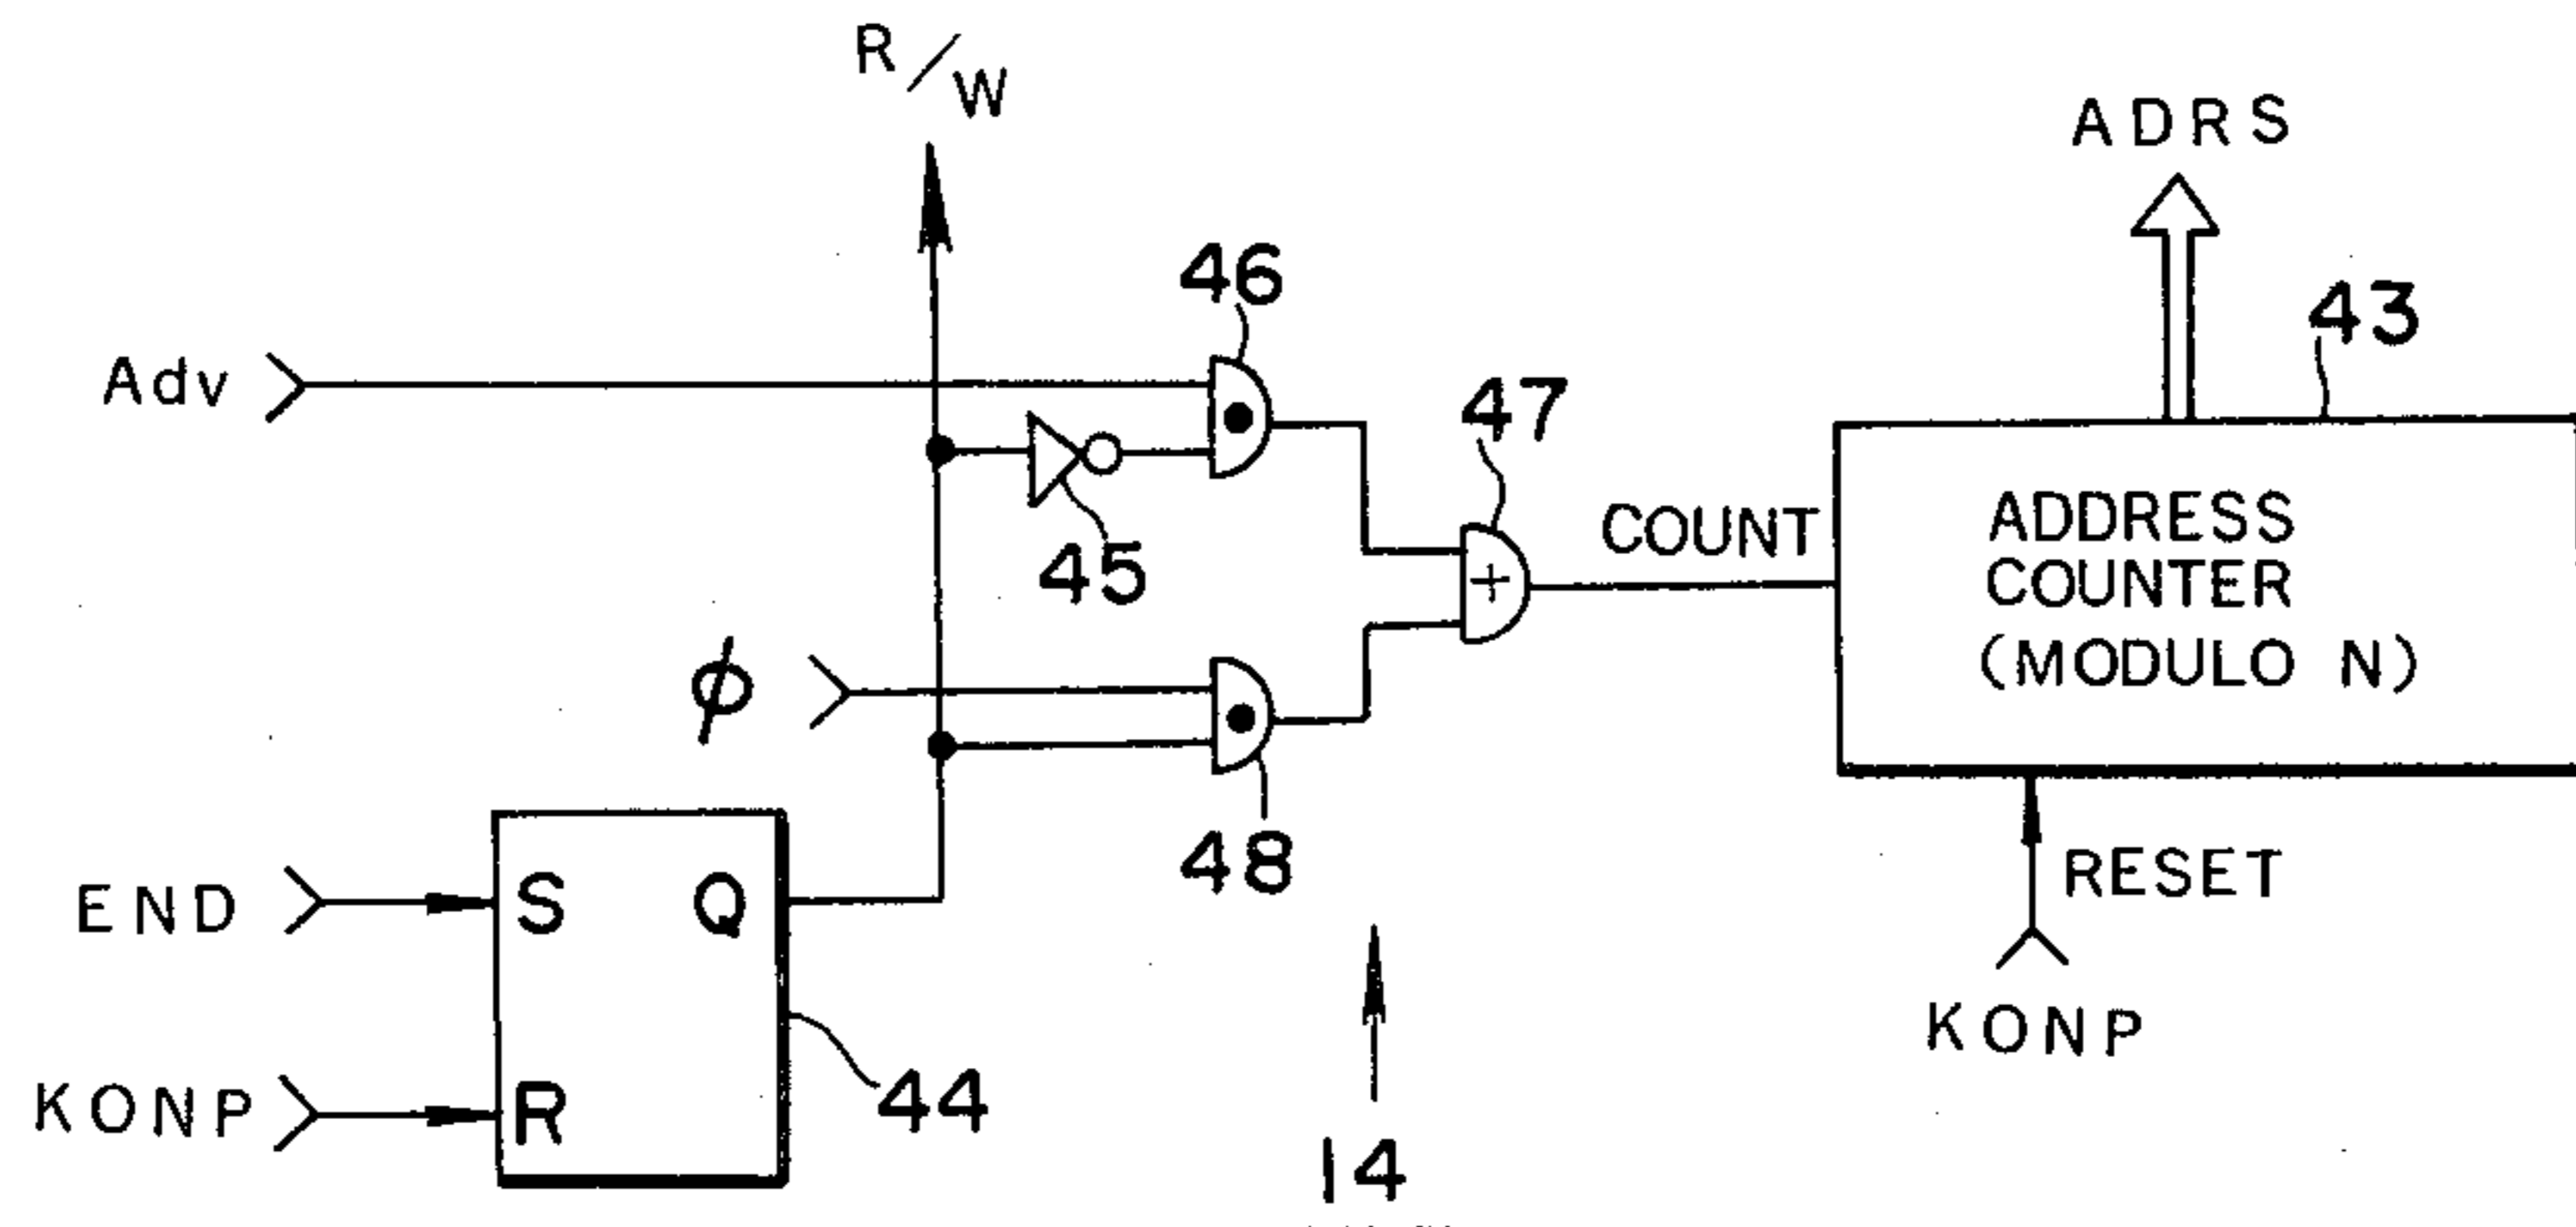 R/W
ADRS
46
43
Adv
47
COUNT
ADDRESS
COUNTER
(MODULO N)
45
ϕ
48
RESET
END
S
Q
KONP
R
44
KONP
14